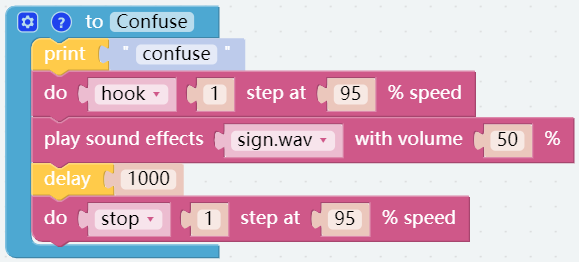 to Confuse
print " confuse "
do hook 1 step at 95 % speed
play sound effects sign.wav with volume 50 %
delay 1000
do stop 1 step at 95 % speed